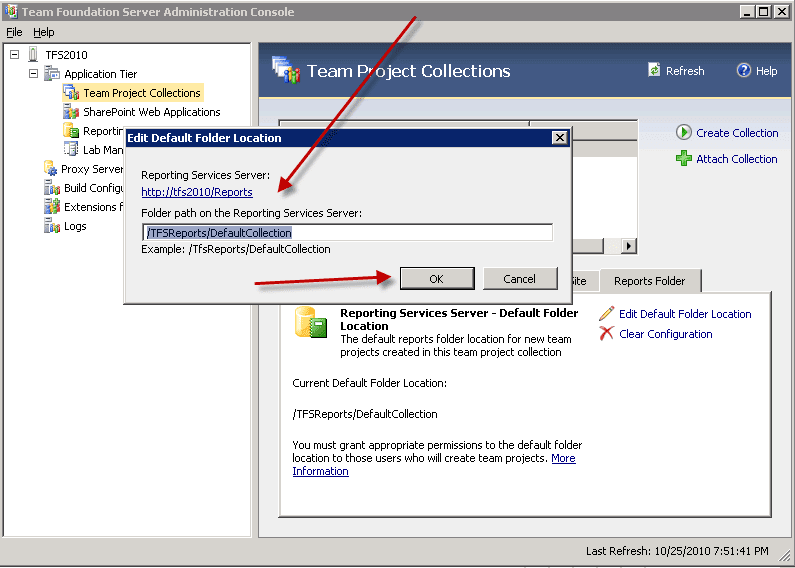 Team Foundation Server Administration Console
File Help
TFS2010
Application Tier
Team Project Collections
SharePoint Web Applications
Reportin
Lab Man
Proxy Server
Build Configu
Extensions f
Logs
Team Project Collections
Refresh
Help
Create Collection
Attach Collection
Edit Default Folder Location
Reporting Services Server:
http://tfs2010/Reports
Folder path on the Reporting Services Server:
/TFSReports/DefaultCollection
Example: /TfsReports/DefaultCollection
OK
Cancel
ite
Reports Folder
Reporting Services Server - Default Folder
Location
The default reports folder location for new team
projects created in this team project collection
Edit Default Folder Location
Clear Configuration
Current Default Folder Location:
/TFSReports/DefaultCollection
You must grant appropriate permissions to the default folder
location to those users who will create team projects. More
Information
Last Refresh: 10/25/2010 7:51:41 PM